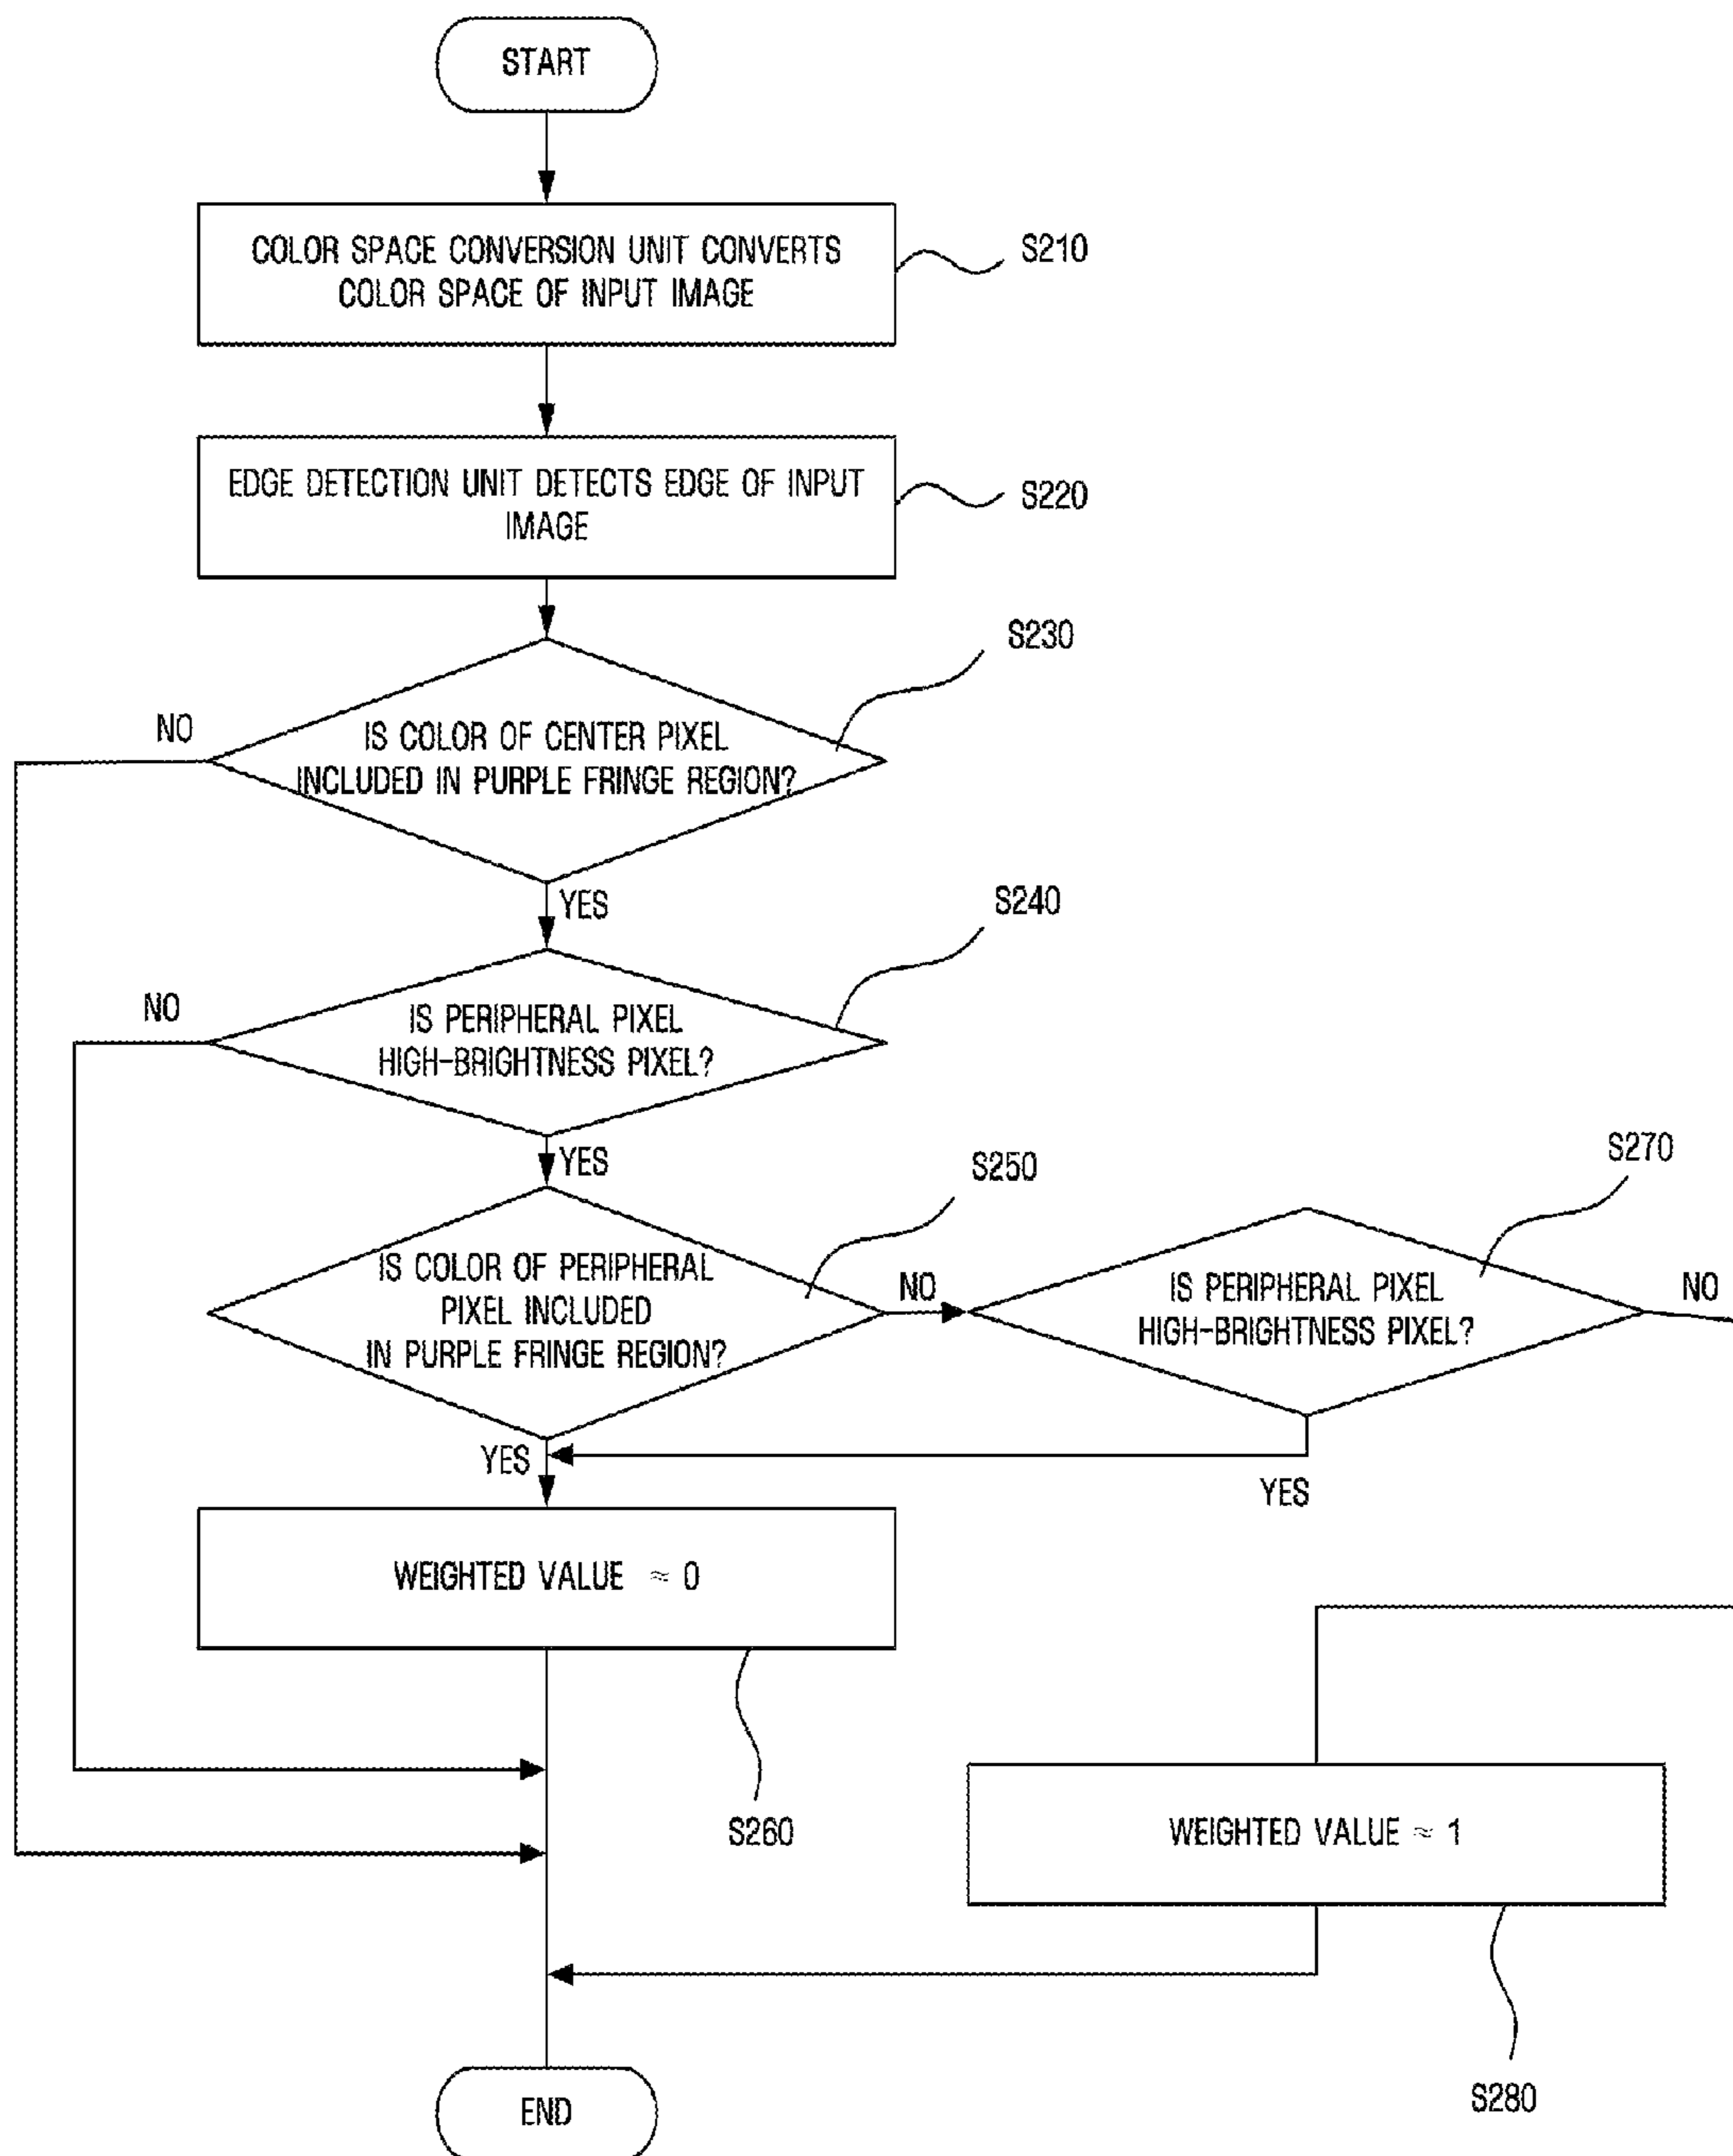 START
COLOR SPACE CONVERSION UNIT CONVERTS
COLOR SPACE OF INPUT IMAGE
S210
EDGE DETECTION UNIT DETECTS EDGE OF INPUT
IMAGE
S220
S230
NO
IS COLOR OF CENTER PIXEL
INCLUDED IN PURPLE FRINGE REGION?
YES
S240
NO
IS PERIPHERAL PIXEL
HIGH-BRIGHTNESS PIXEL?
YES
S250
S270
IS COLOR OF PERIPHERAL
PIXEL INCLUDED
IN PURPLE FRINGE REGION?
NO
IS PERIPHERAL PIXEL
HIGH-BRIGHTNESS PIXEL?
NO
YES
YES
WEIGHTED VALUE ≈ 0
S260
WEIGHTED VALUE ≈ 1
S280
END